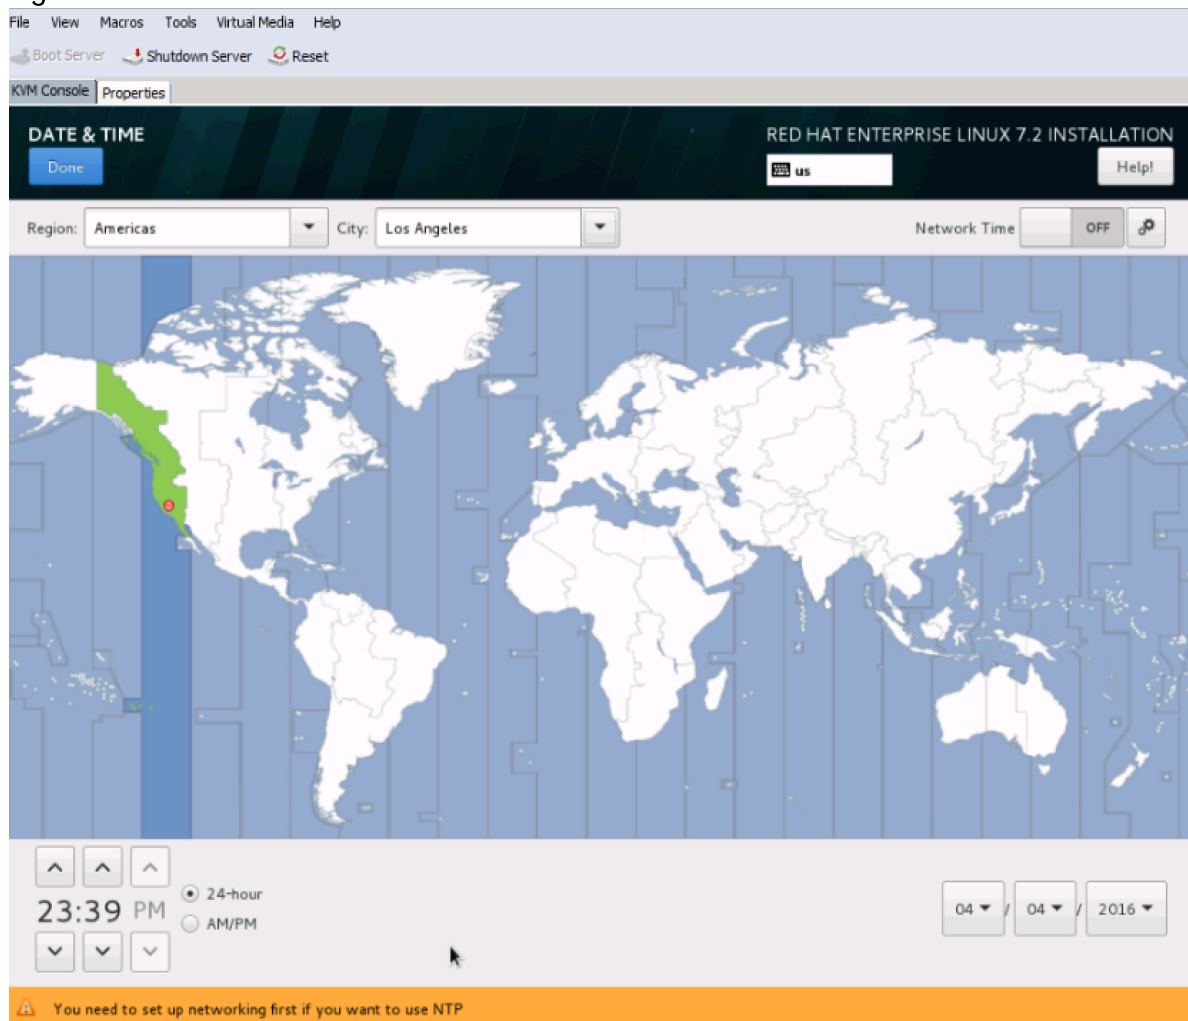 File View Macros Tools Virtual Media Help
Boot Server Shutdown Server Reset
KVM Console Properties
DATE & TIME RED HAT ENTERPRISE LINUX 7.2 INSTALLATION
Done us Help!
Region: Americas City: Los Angeles Network Time OFF
24-hour
23:39 PM 04 / 04 / 2016
AM/PM
You need to set up networking first if you want to use NTP